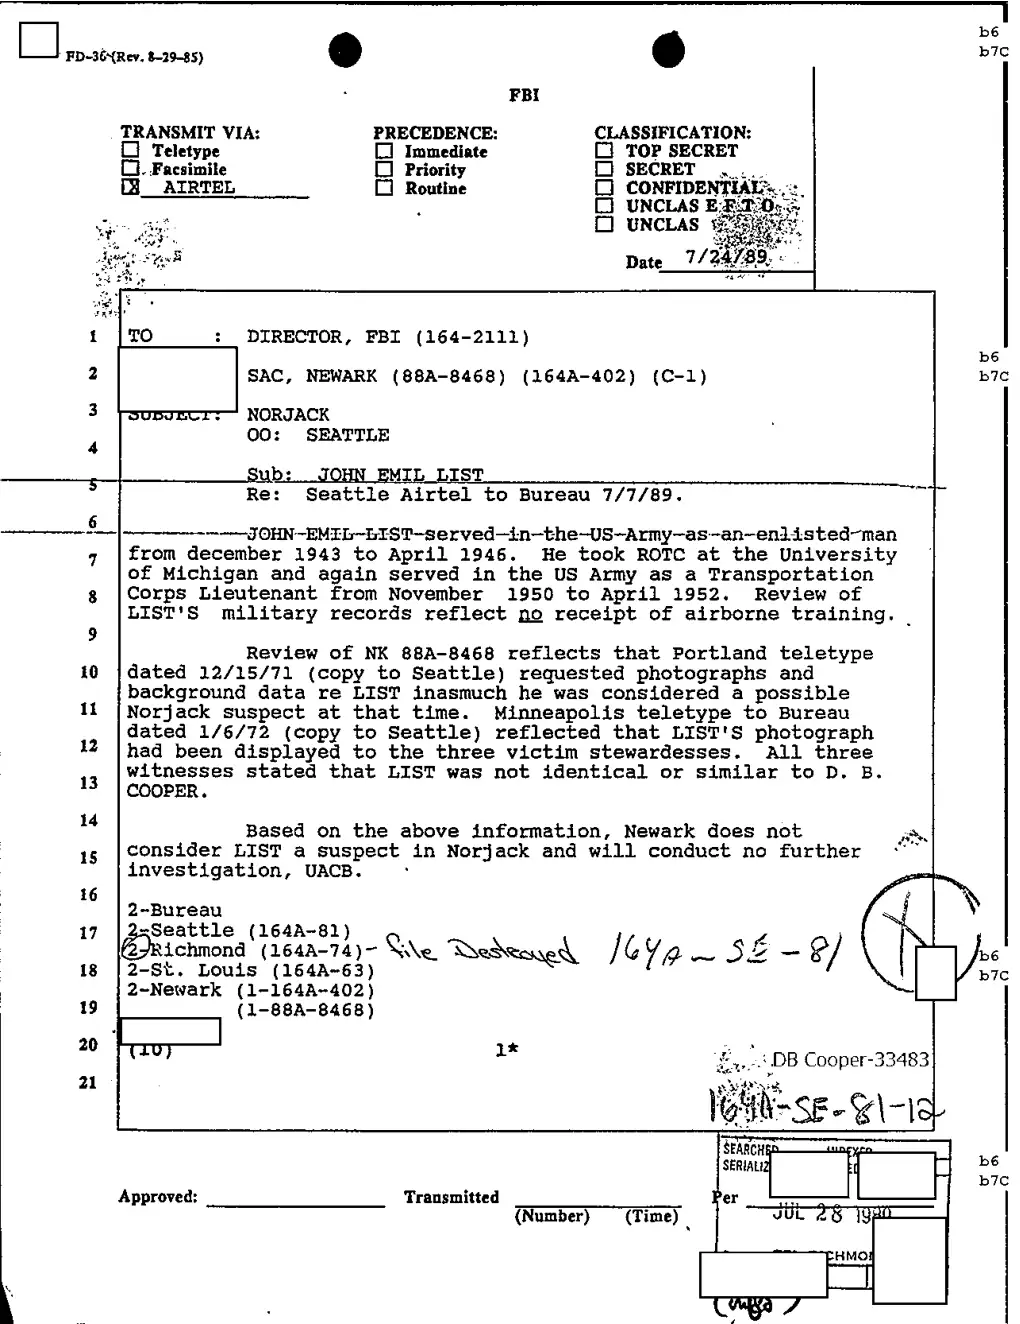 b6
b7C
FD-36 (Rev. 8-29-85)
FBI
TRANSMIT VIA:
☐ Teletype
☐ Facsimile
☒ AIRTEL
PRECEDENCE:
☐ Immediate
☐ Priority
☐ Routine
CLASSIFICATION:
☐ TOP SECRET
☐ SECRET
☐ CONFIDENTIAL
☐ UNCLAS E F T O
☐ UNCLAS
Date 7/24/89
1 TO : DIRECTOR, FBI (164-2111)
b6
2 SAC, NEWARK (88A-8468) (164A-402) (C-1)
b7C
3 SUBJECT: NORJACK
OO: SEATTLE
4
Sub: JOHN EMIL LIST
5
Re: Seattle Airtel to Bureau 7/7/89.
6
JOHN EMIL LIST served in the US Army as an enlisted man
7 from december 1943 to April 1946. He took ROTC at the University
of Michigan and again served in the US Army as a Transportation
8 Corps Lieutenant from November 1950 to April 1952. Review of
LIST'S military records reflect no receipt of airborne training.
9
Review of NK 88A-8468 reflects that Portland teletype
10 dated 12/15/71 (copy to Seattle) requested photographs and
background data re LIST inasmuch he was considered a possible
11 Norjack suspect at that time. Minneapolis teletype to Bureau
dated 1/6/72 (copy to Seattle) reflected that LIST'S photograph
12 had been displayed to the three victim stewardesses. All three
witnesses stated that LIST was not identical or similar to D. B.
13 COOPER.
14
Based on the above information, Newark does not
15 consider LIST a suspect in Norjack and will conduct no further
investigation, UACB.
16
2-Bureau
17 2-Seattle (164A-81)
2-Richmond (164A-74)- File Destroyed 164A-SE-81
b6
18 2-St. Louis (164A-63)
b7C
2-Newark (1-164A-402)
19 (1-88A-8468)
20 (10) 1*
DB Cooper-33483
21
164A-SE-81-12
SEARCHED INDEXED
SERIALIZ
b6
b7C
Approved: Transmitted Per
(Number) (Time)
JUL 28 19